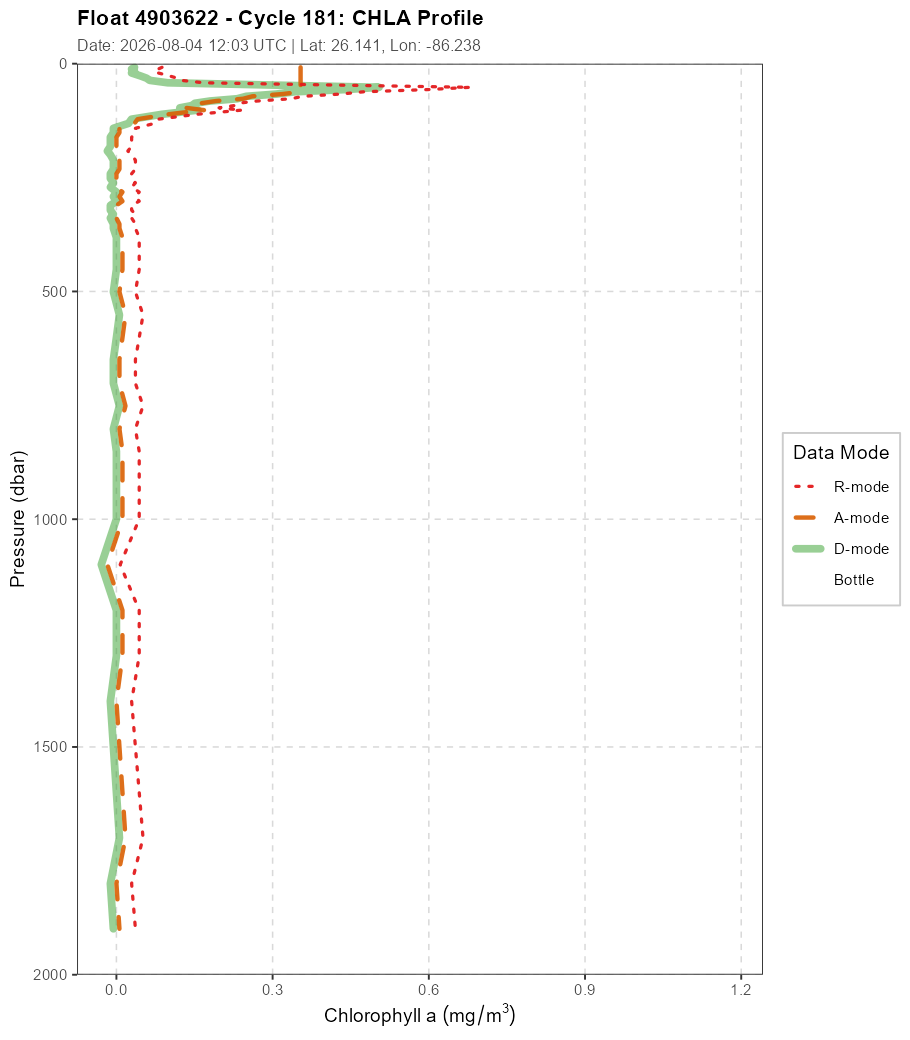 Float 4903622 - Cycle 181: CHLA Profile
Date: 2026-08-04 12:03 UTC | Lat: 26.141, Lon: -86.238
0
500
1000
1500
2000
Pressure (dbar)
0.0 0.3 0.6 0.9 1.2
Chlorophyll a (mg/m³)
Data Mode
R-mode
A-mode
D-mode
Bottle